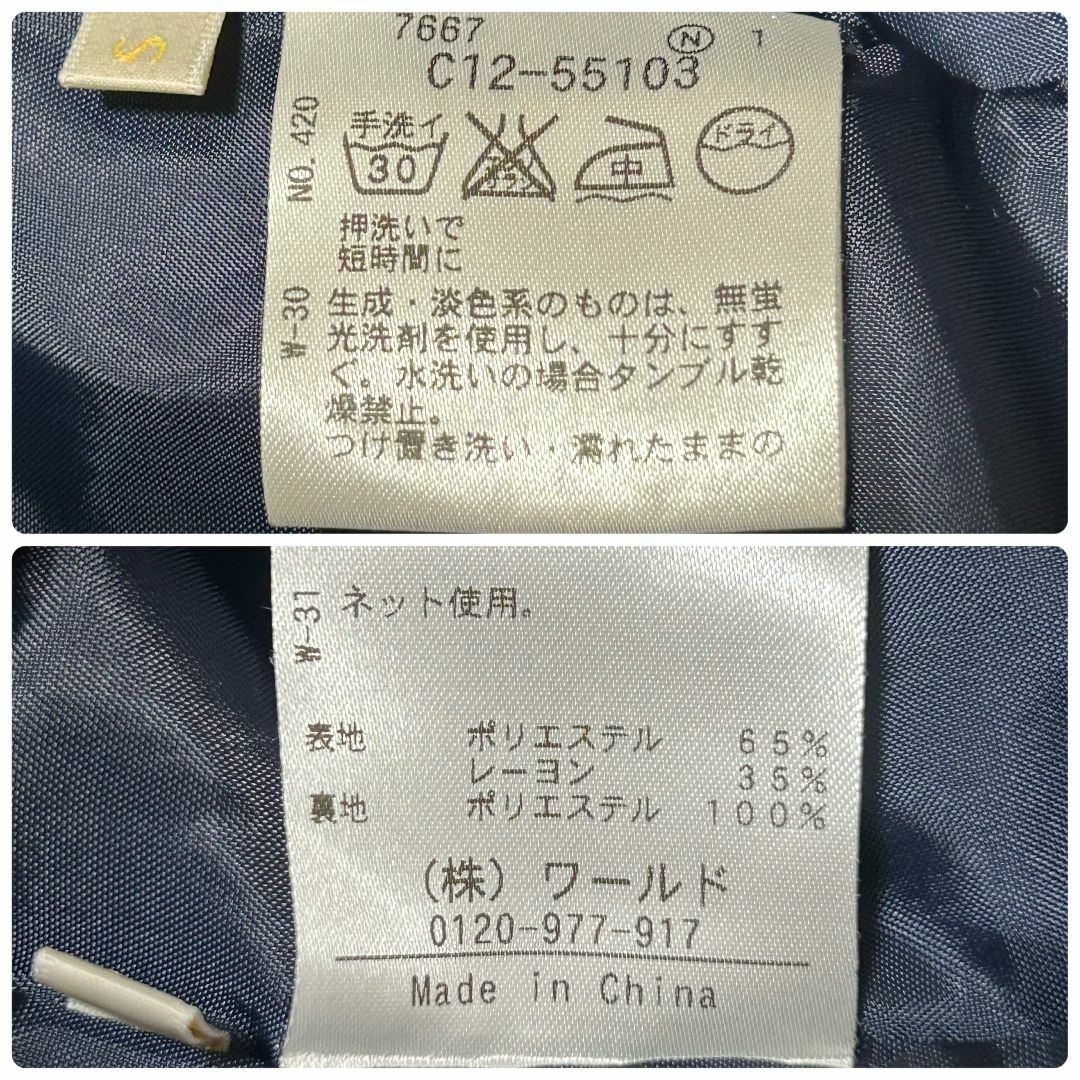 S
7667
Ⓝ 1
C12-55103
NO.420
手洗イ
30
中
ドライ
押洗いで
短時間に
W-30
生成・淡色系のものは、無蛍
光洗剤を使用し、十分にすす
ぐ。水洗いの場合タンブル乾
燥禁止。
つけ置き洗い・濡れたままの
W-31
ネット使用。
表地 ポリエステル 65%
レーヨン 35%
裏地 ポリエステル 100%
(株) ワールド
0120-977-917
Made in China